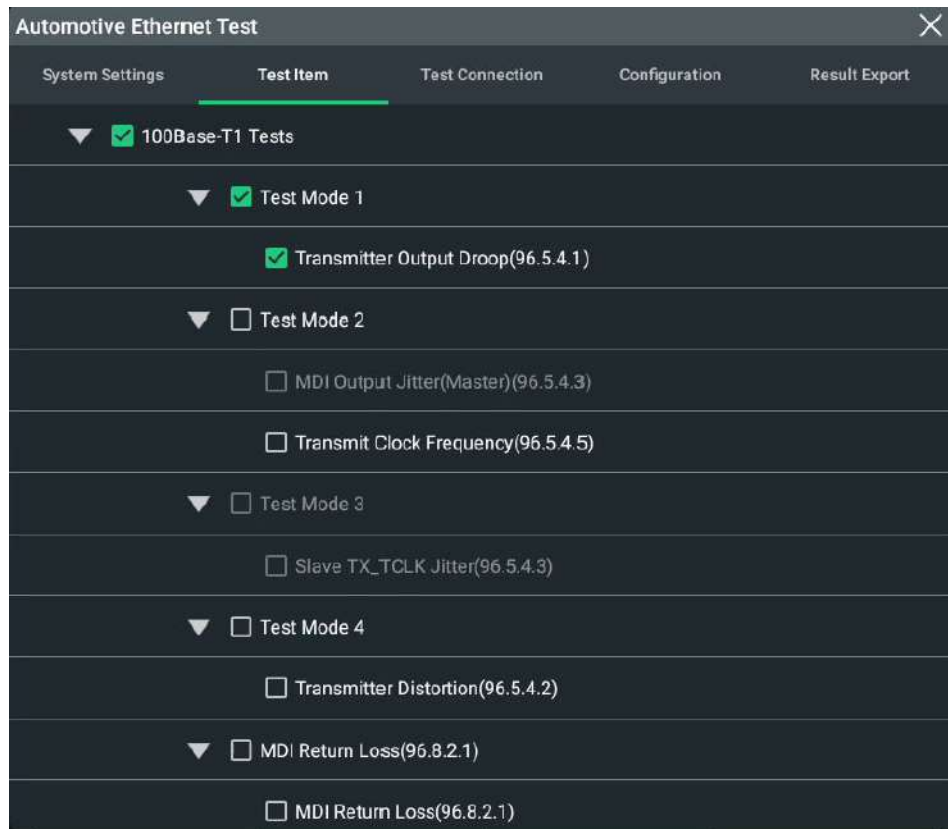 Automotive Ethernet Test
System Settings Test Item Test Connection Configuration Result Export
100Base-T1 Tests
Test Mode 1
Transmitter Output Droop(96.5.4.1)
Test Mode 2
MDI Output Jitter(Master)(96.5.4.3)
Transmit Clock Frequency(96.5.4.5)
Test Mode 3
Slave TX_TCLK Jitter(96.5.4.3)
Test Mode 4
Transmitter Distortion(96.5.4.2)
MDI Return Loss(96.8.2.1)
MDI Return Loss(96.8.2.1)